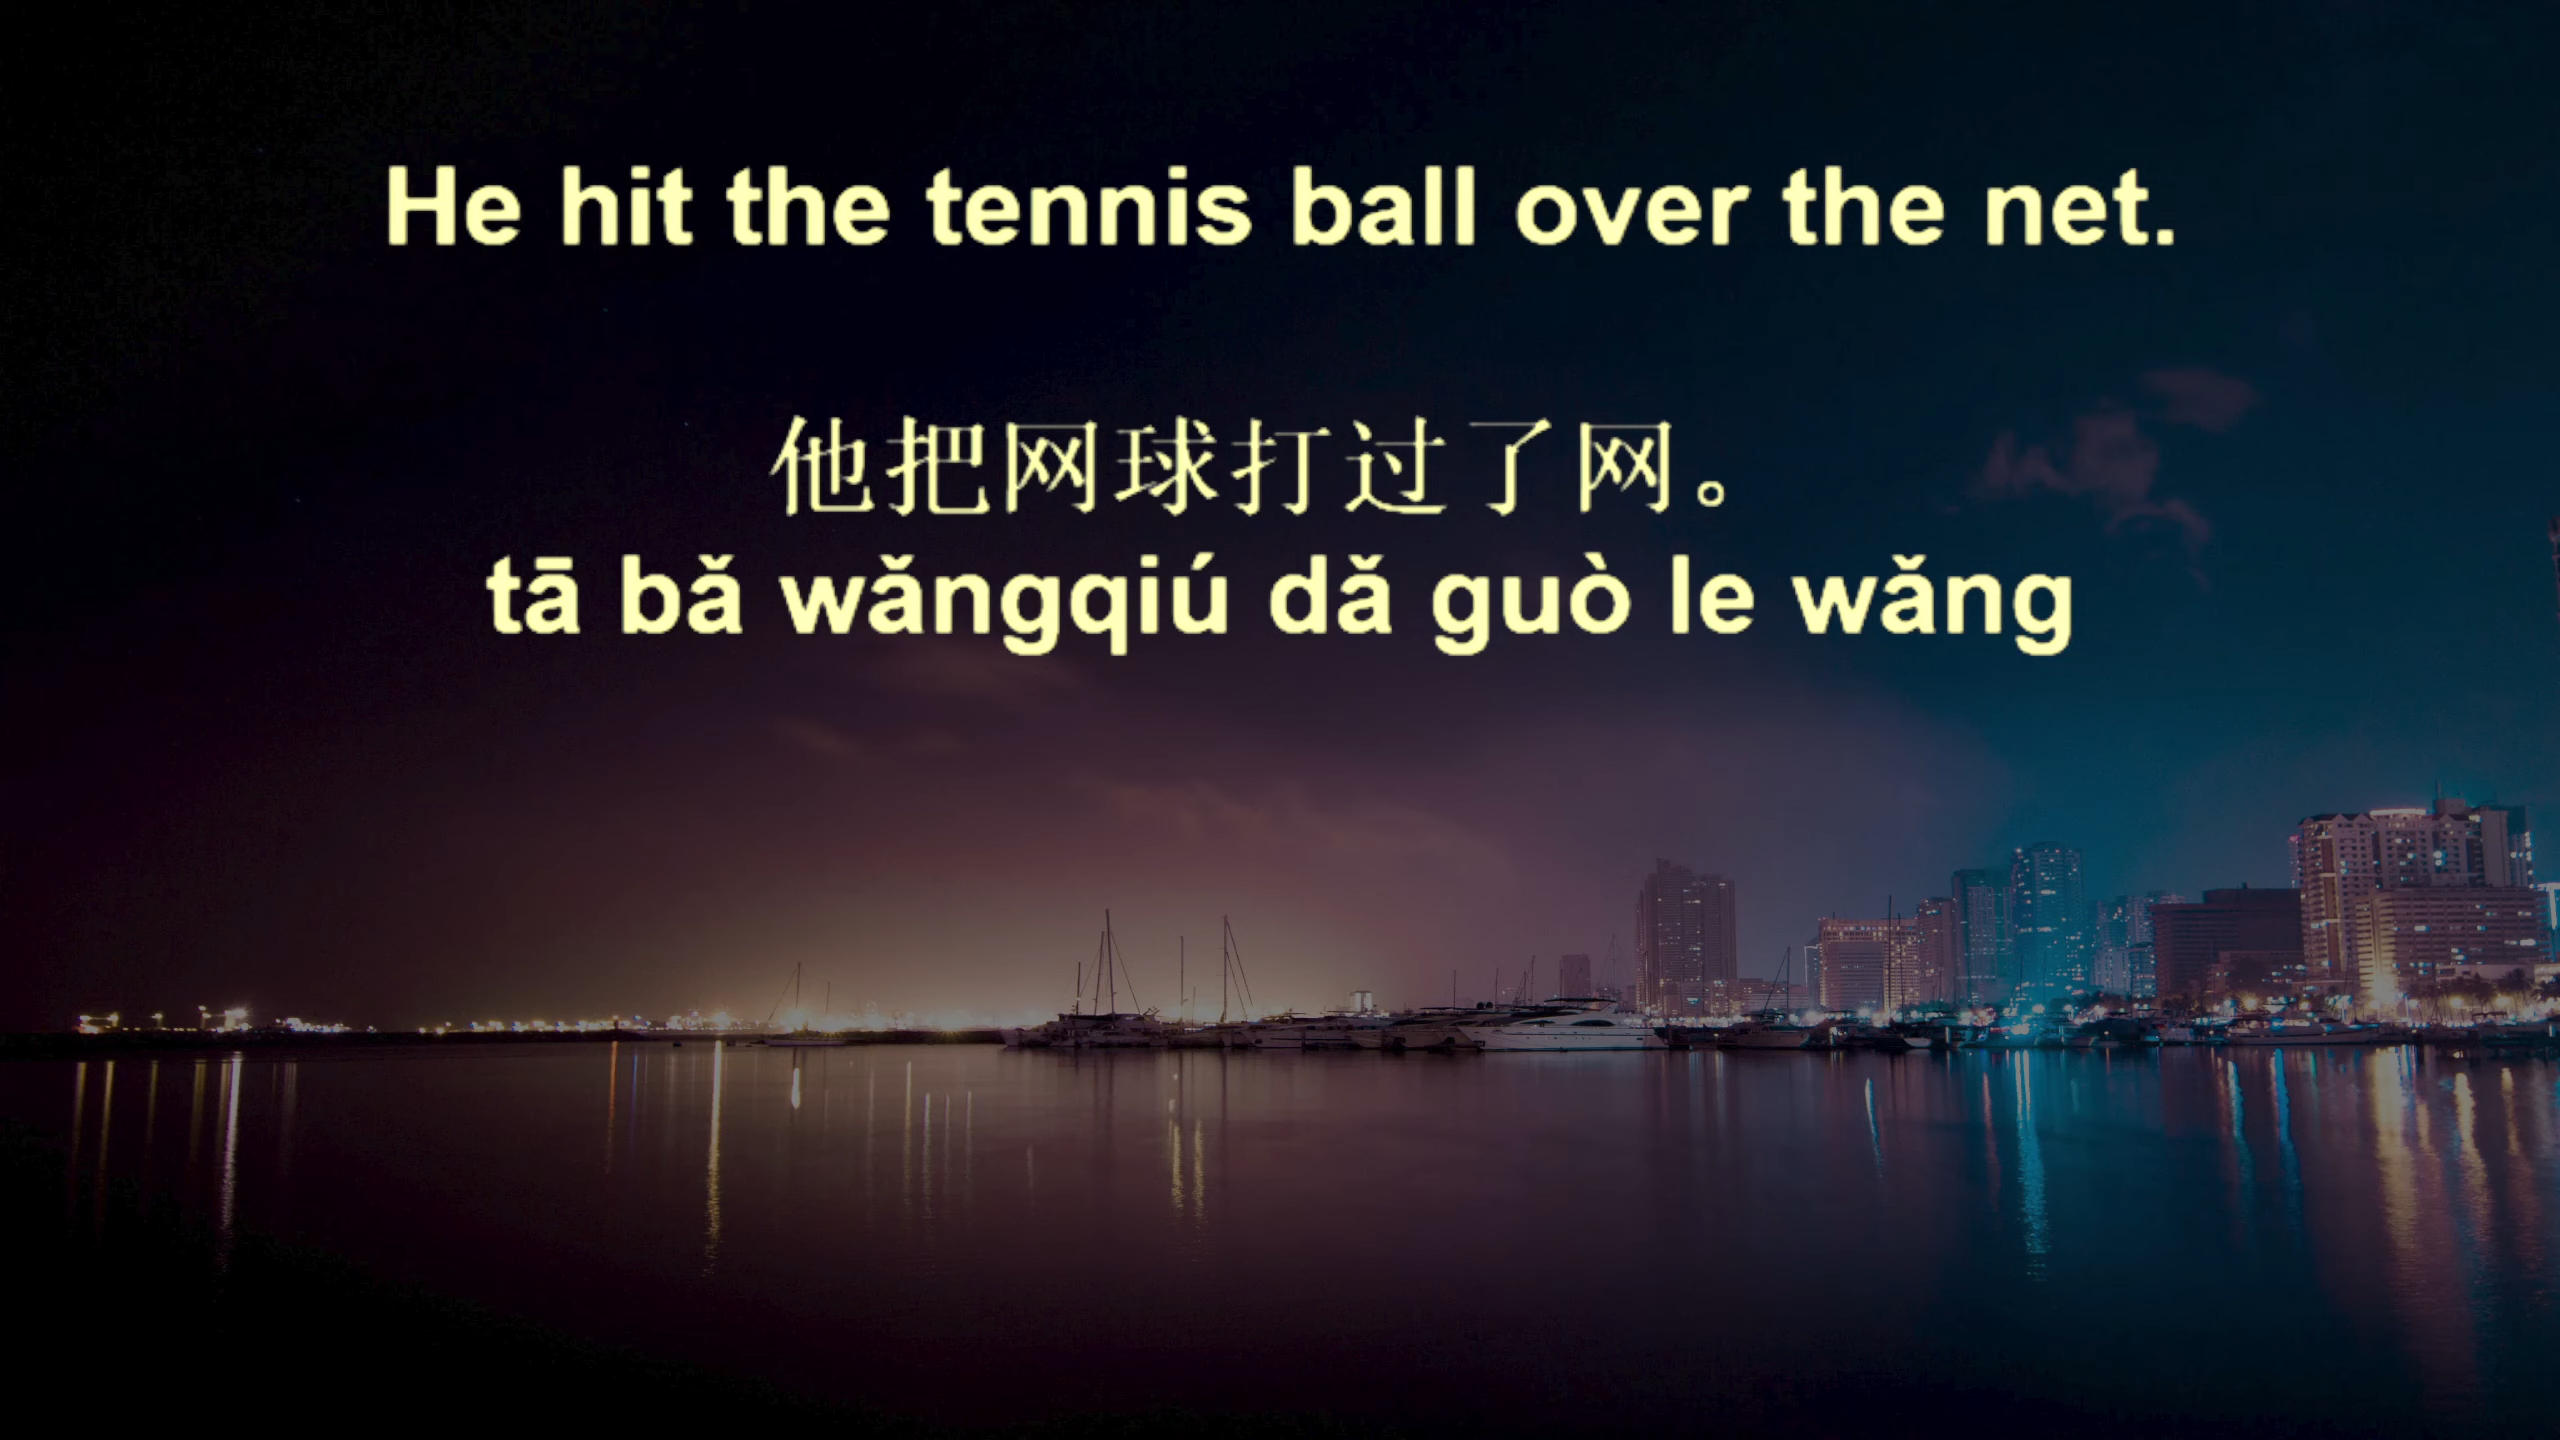 He hit the tennis ball over the net.
他把网球打过了网。
tā bǎ wǎngqiú dǎ guò le wǎng